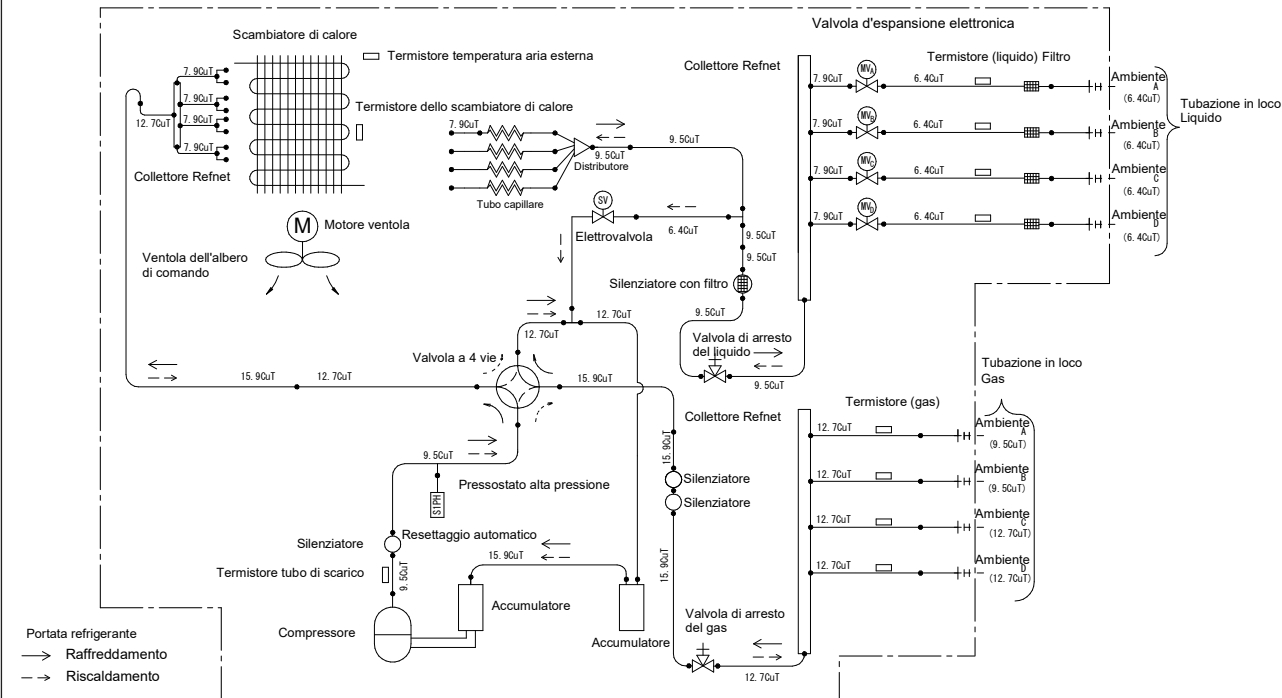 Valvola d'espansione elettronica
Scambiatore di calore
Termistore temperatura aria esterna
Collettore Refnet
Termistore (liquido) Filtro
7.9CuT
7.9CuT
7.9CuT
7.9CuT
12.7CuT
Collettore Refnet
Termistore dello scambiatore di calore
7.9CuT
9.5CuT
Distributore
9.5CuT
Tubo capillare
MVA
7.9CuT
6.4CuT
Ambiente
A
(6.4CuT)
MVB
7.9CuT
6.4CuT
Ambiente
B
(6.4CuT)
MVC
7.9CuT
6.4CuT
Ambiente
C
(6.4CuT)
MVD
7.9CuT
6.4CuT
Ambiente
D
(6.4CuT)
Tubazione in loco
Liquido
M
Motore ventola
Ventola dell'albero
di comando
SV
Elettrovalvola
6.4CuT
9.5CuT
9.5CuT
Silenziatore con filtro
9.5CuT
Valvola di arresto
del liquido
9.5CuT
12.7CuT
12.7CuT
Valvola a 4 vie
15.9CuT
12.7CuT
15.9CuT
Tubazione in loco
Gas
Collettore Refnet
Termistore (gas)
12.7CuT
Ambiente
A
(9.5CuT)
12.7CuT
Ambiente
B
(9.5CuT)
12.7CuT
Ambiente
C
(12.7CuT)
12.7CuT
Ambiente
D
(12.7CuT)
9.5CuT
S1PH
Pressostato alta pressione
15.9CuT
Silenziatore
Silenziatore
Resettaggio automatico
Silenziatore
15.9CuT
15.9CuT
Termistore tubo di scarico
9.5CuT
Compressore
Accumulatore
Accumulatore
Valvola di arresto
del gas
12.7CuT
Portata refrigerante
Raffreddamento
Riscaldamento